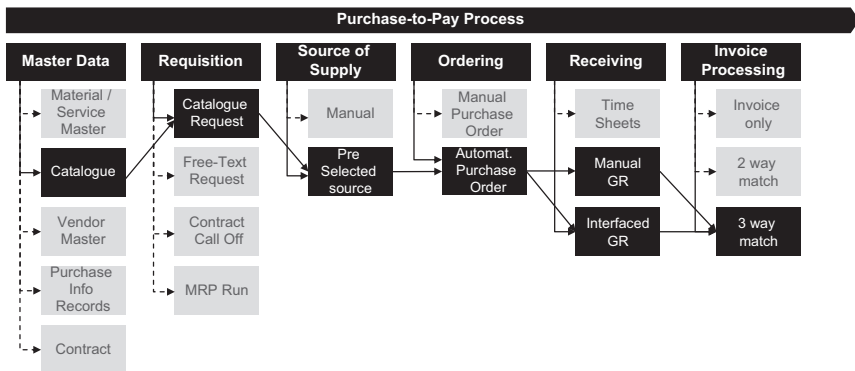 Purchase-to-Pay Process
Master Data
Requisition
Source of
Supply
Ordering
Receiving
Invoice
Processing
Material /
Service
Master
Catalogue
Vendor
Master
Purchase
Info
Records
Contract
Catalogue
Request
Free-Text
Request
Contract
Call Off
MRP Run
Manual
Pre
Selected
source
Manual
Purchase
Order
Automat.
Purchase
Order
Time
Sheets
Manual
GR
Interfaced
GR
Invoice
only
2 way
match
3 way
match